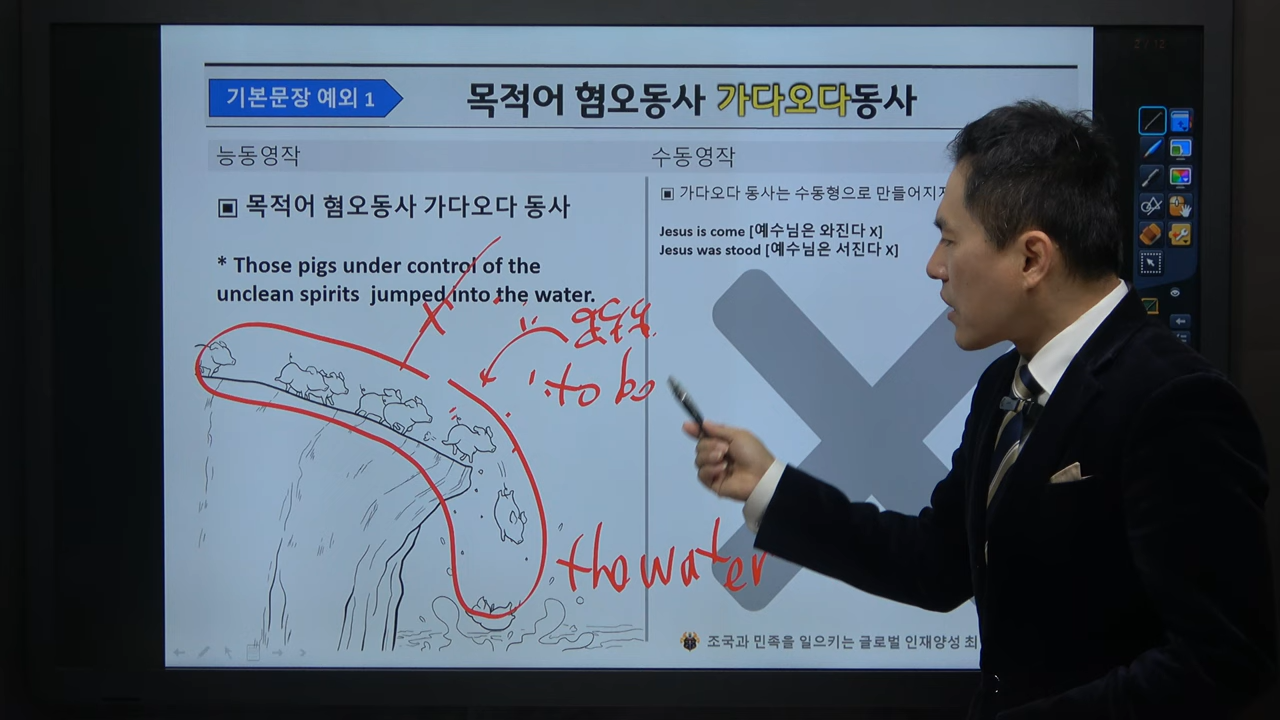 기본문장 예외 1
목적어 혐오동사 가다오다동사
능동영작
수동영작
▣ 목적어 혐오동사 가다오다 동사
* Those pigs under control of the
unclean spirits jumped into the water.
▣ 가다오다 동사는 수동형으로 만들어지
Jesus is come [예수님은 와진다 X]
Jesus was stood [예수님은 서진다 X]
the water
조국과 민족을 일으키는 글로벌 인재양성 최